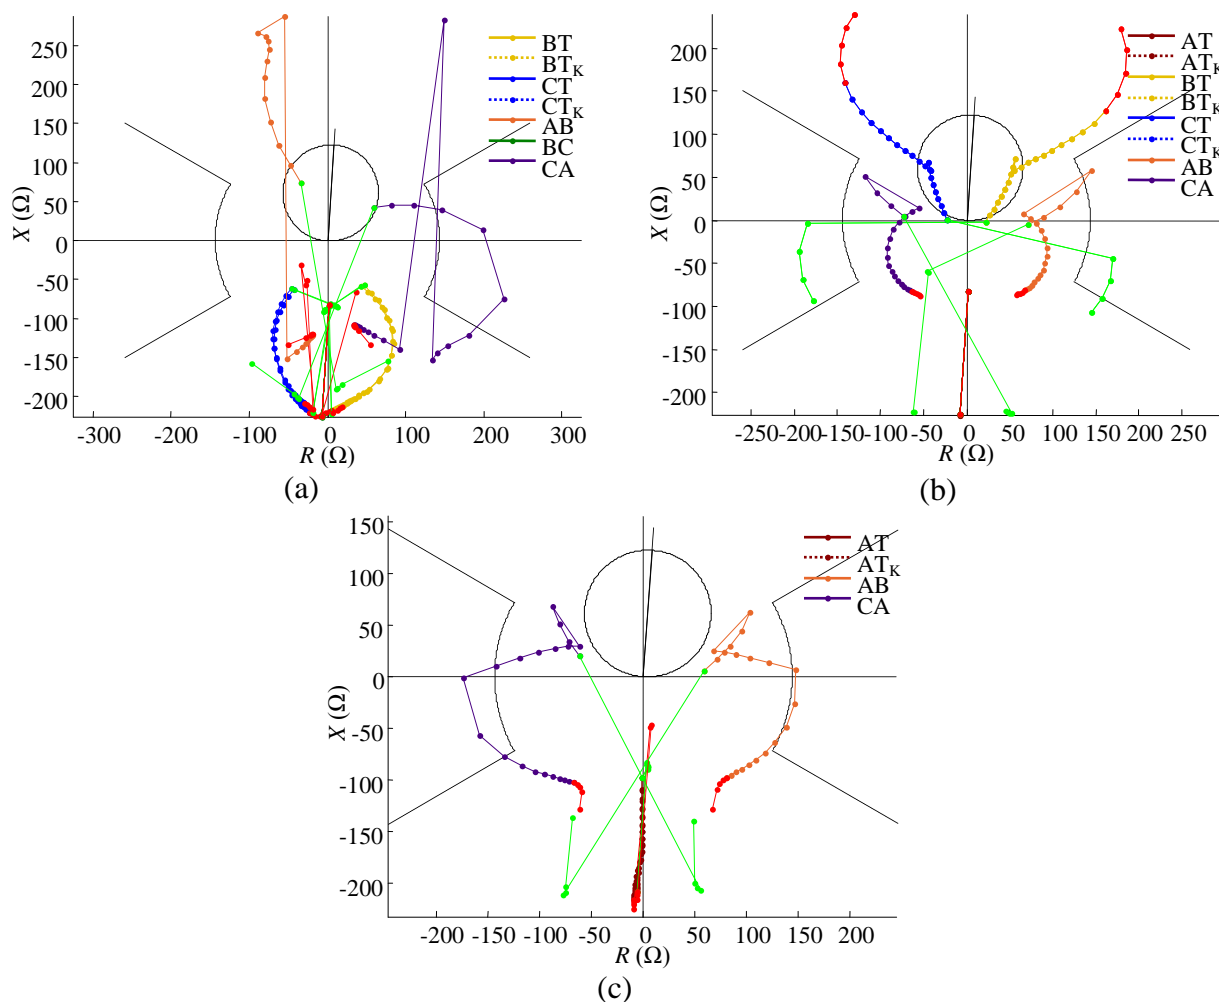 250
200
150
100
50
0
-50
-100
-150
-200
-300 -200 -100 0 100 200 300
X (Ω)
R (Ω)
BT
BT_K
CT
CT_K
AB
BC
CA
(a)
200
150
100
50
0
-50
-100
-150
-200
-250 -200 -150 -100 -50 0 50 100 150 200 250
X (Ω)
R (Ω)
AT
AT_K
BT
BT_K
CT
CT_K
AB
CA
(b)
150
100
50
0
-50
-100
-150
-200
-200 -150 -100 -50 0 50 100 150 200
X (Ω)
R (Ω)
AT
AT_K
AB
CA
(c)